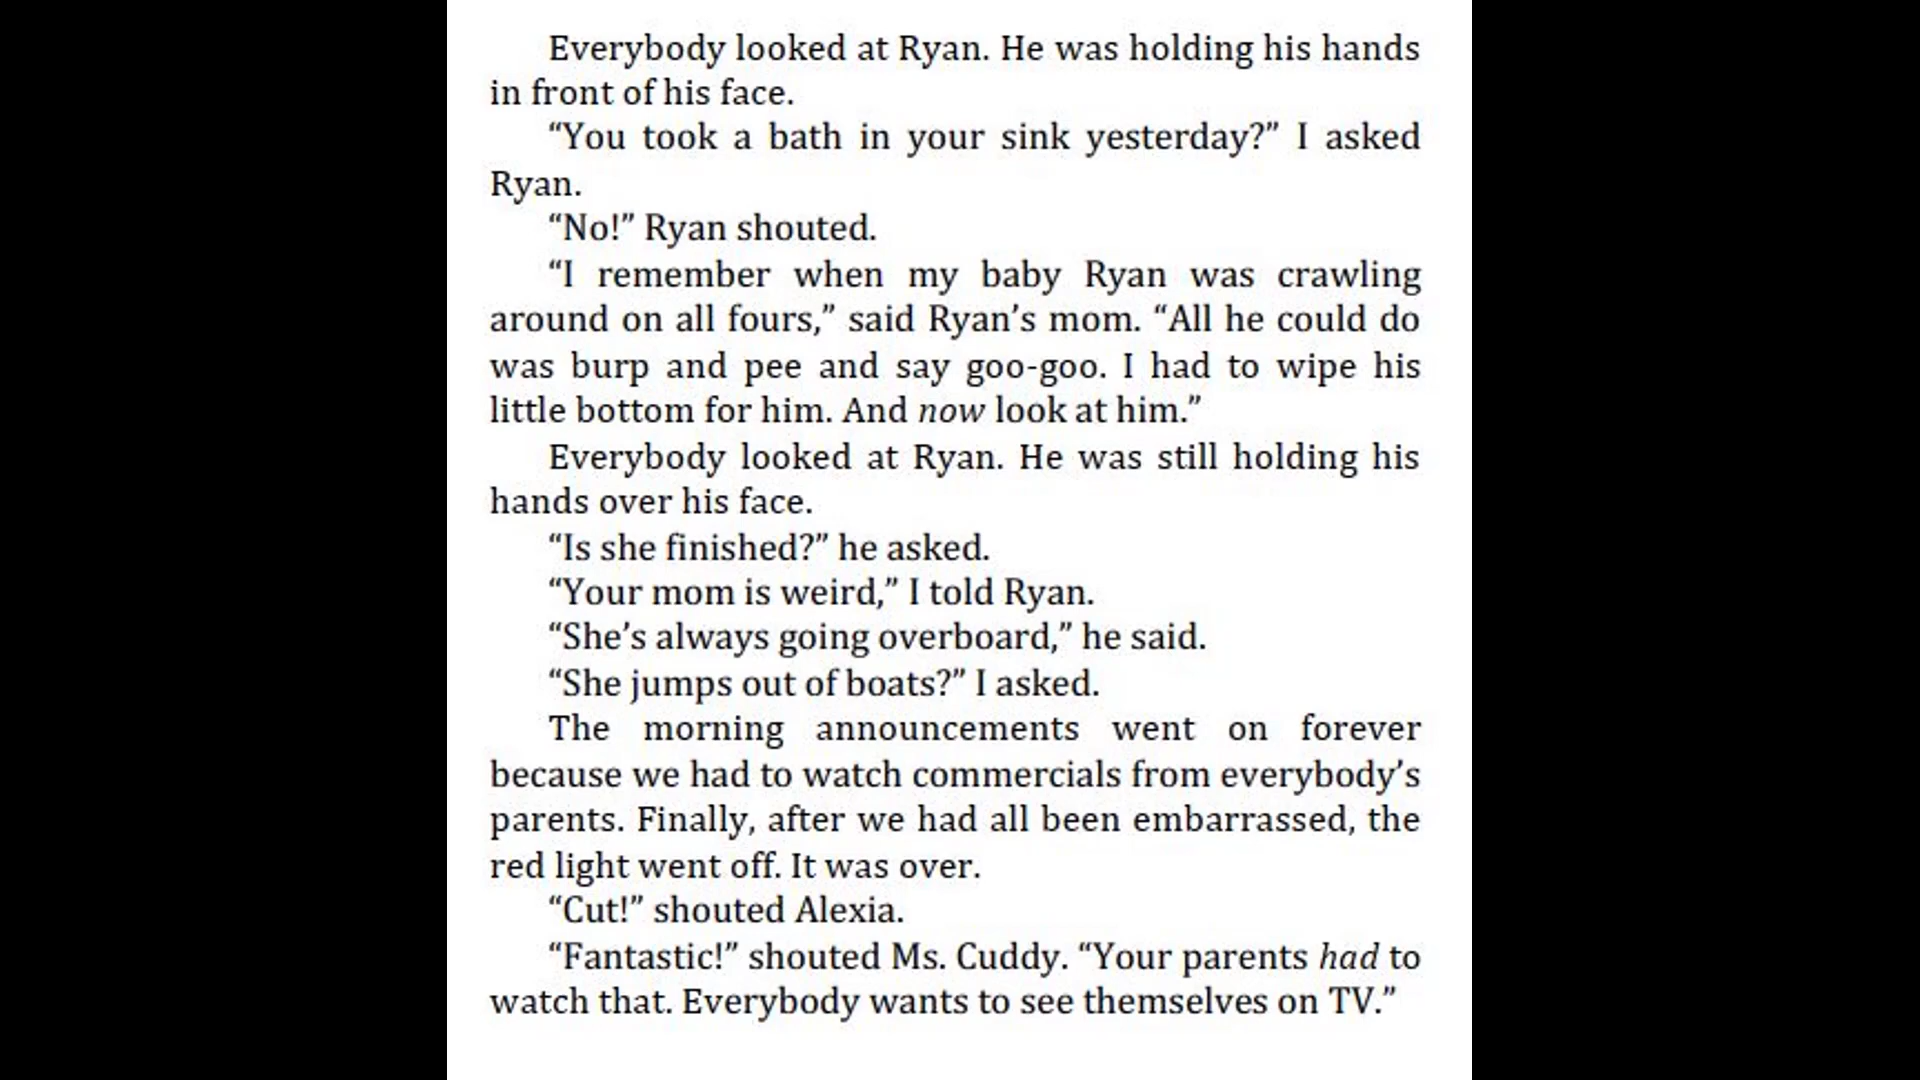 Everybody looked at Ryan. He was holding his hands
in front of his face.
“You took a bath in your sink yesterday?” I asked
Ryan.
“No!” Ryan shouted.
“I remember when my baby Ryan was crawling
around on all fours,” said Ryan’s mom. “All he could do
was burp and pee and say goo-goo. I had to wipe his
little bottom for him. And now look at him.”
Everybody looked at Ryan. He was still holding his
hands over his face.
“Is she finished?” he asked.
“Your mom is weird,” I told Ryan.
“She’s always going overboard,” he said.
“She jumps out of boats?” I asked.
The morning announcements went on forever
because we had to watch commercials from everybody’s
parents. Finally, after we had all been embarrassed, the
red light went off. It was over.
“Cut!” shouted Alexia.
“Fantastic!” shouted Ms. Cuddy. “Your parents had to
watch that. Everybody wants to see themselves on TV.”